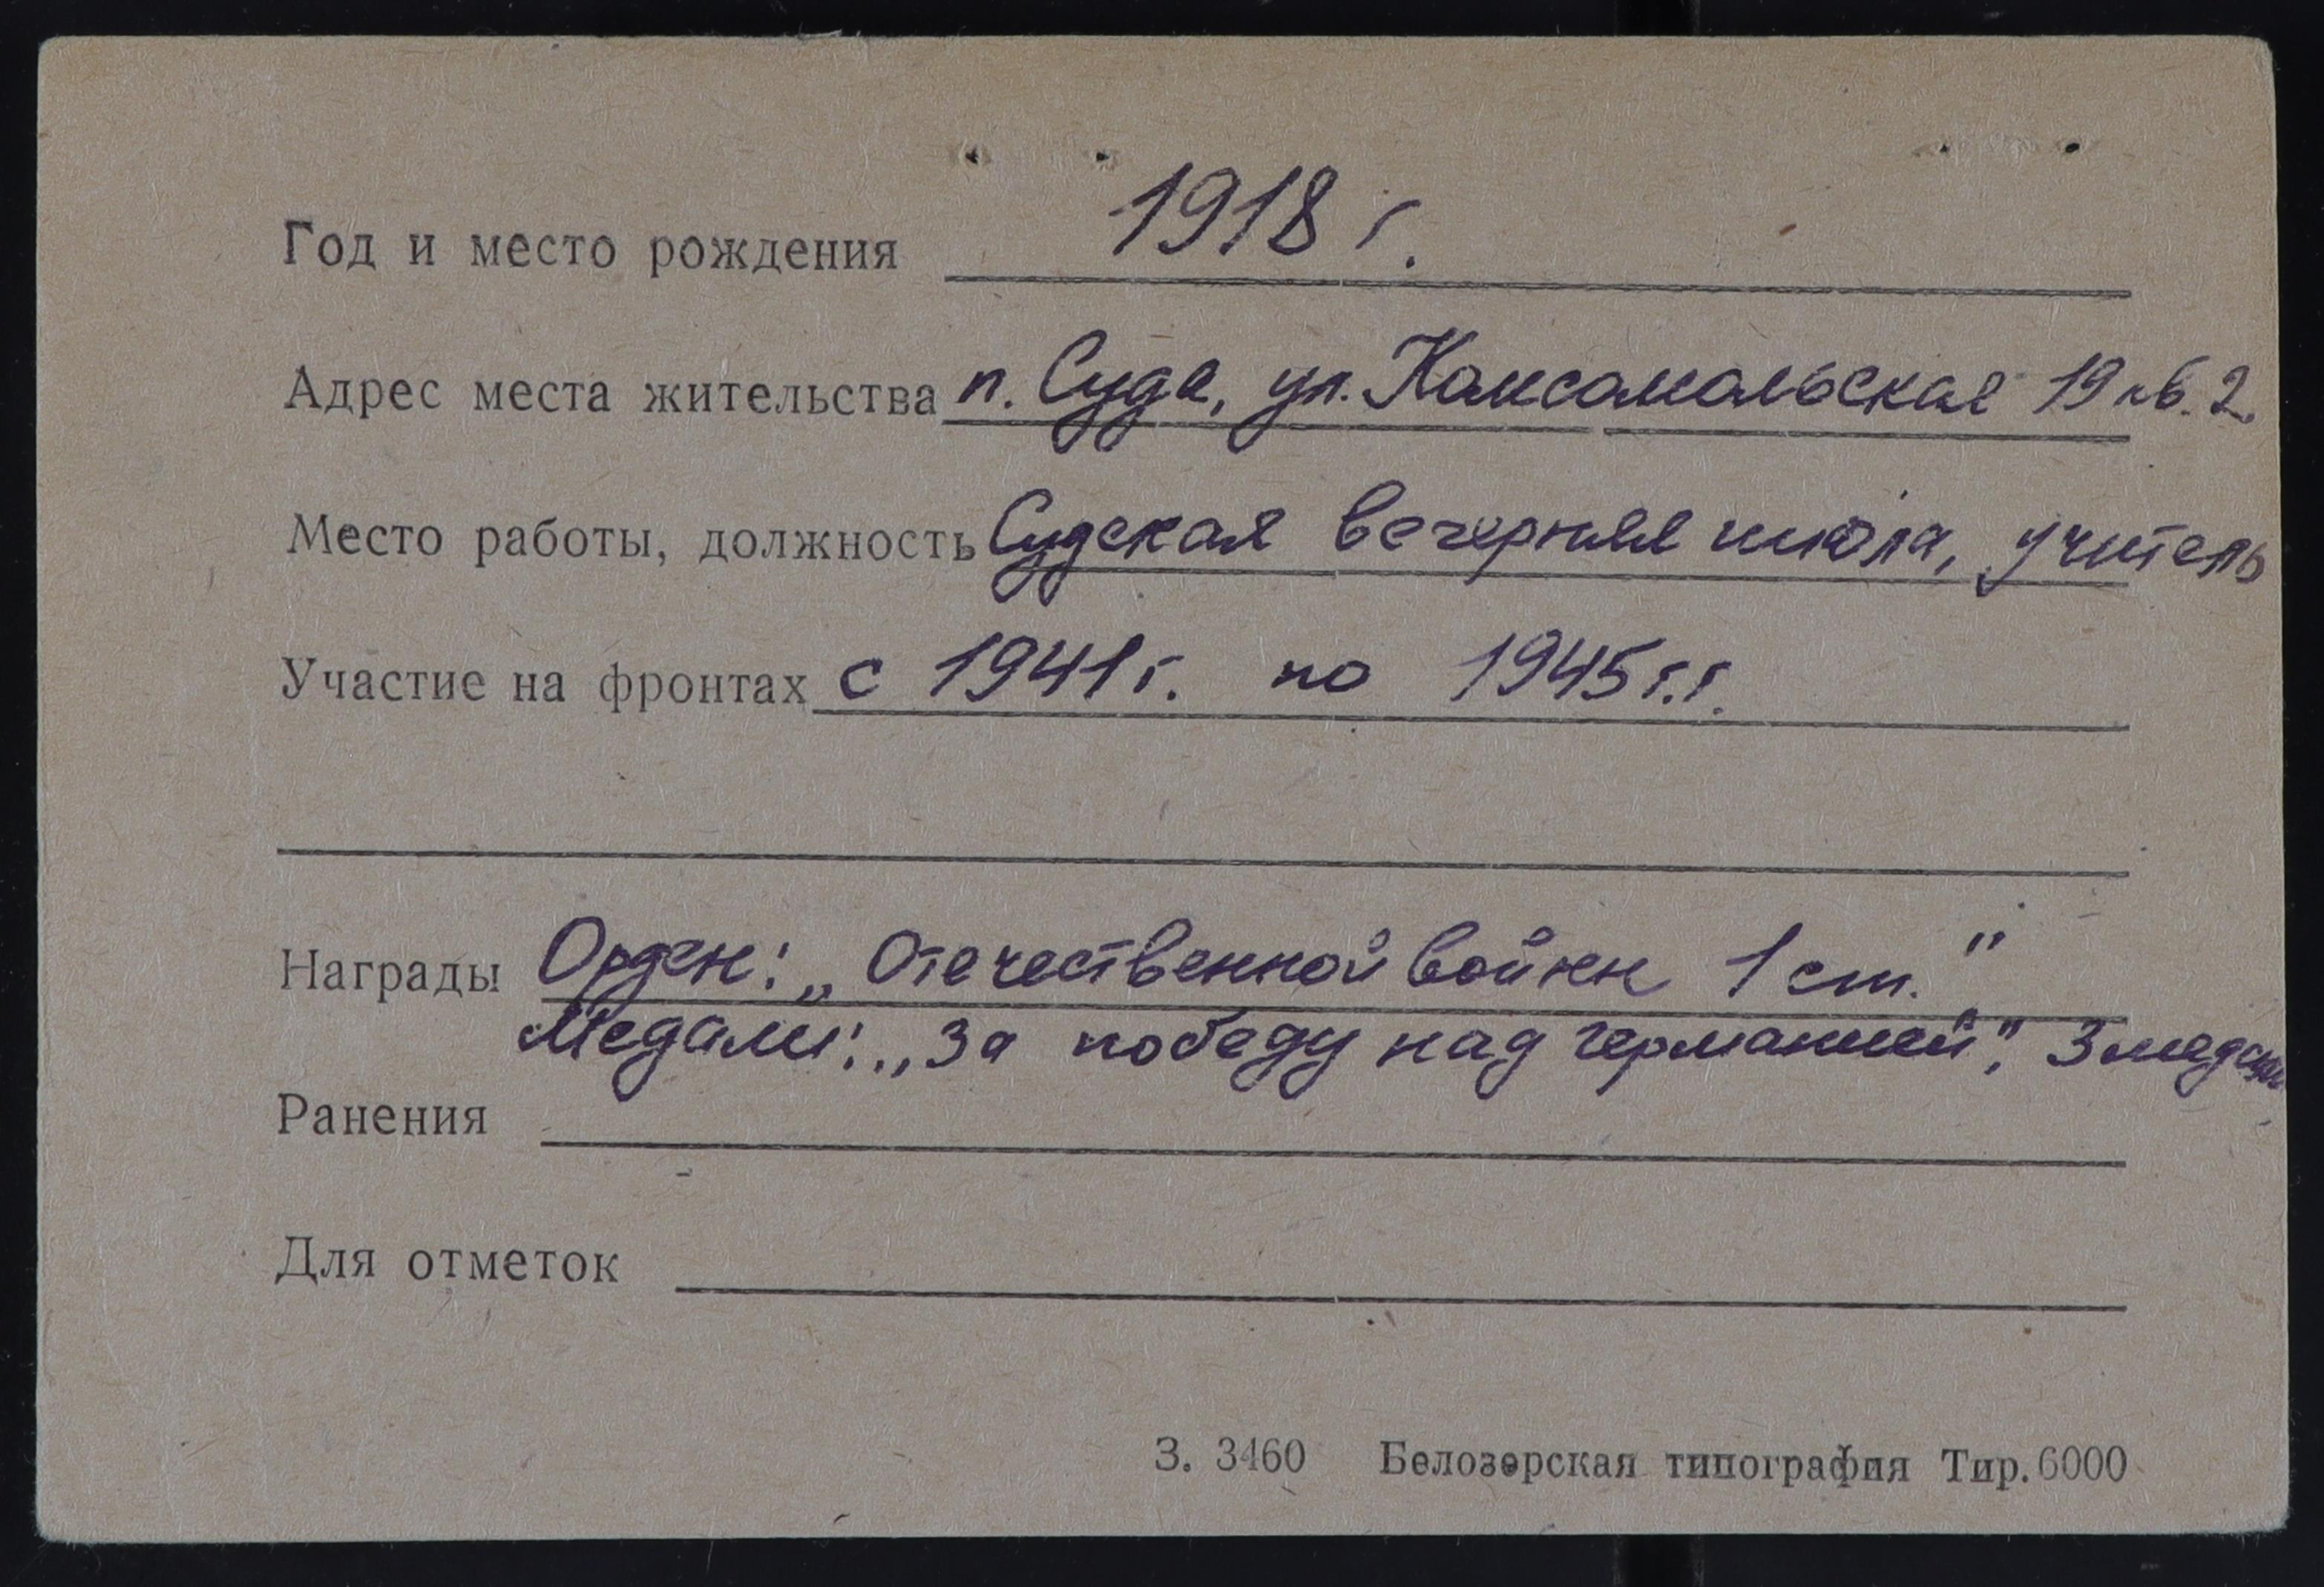 Год и место рождения 1918 г.
Адрес места жительства п. Суда, ул. Комсомольская 19 кв. 2.
Место работы, должность Судская вечерняя школа, учитель
Участие на фронтах с 1941 г. по 1945 г.г.
Награды Орден: „Отечественной войны 1 ст."
Медали: „За победу над германией", 3 медали
Ранения
Для отметок
З. 3460 Белозерская типография Тир. 6000